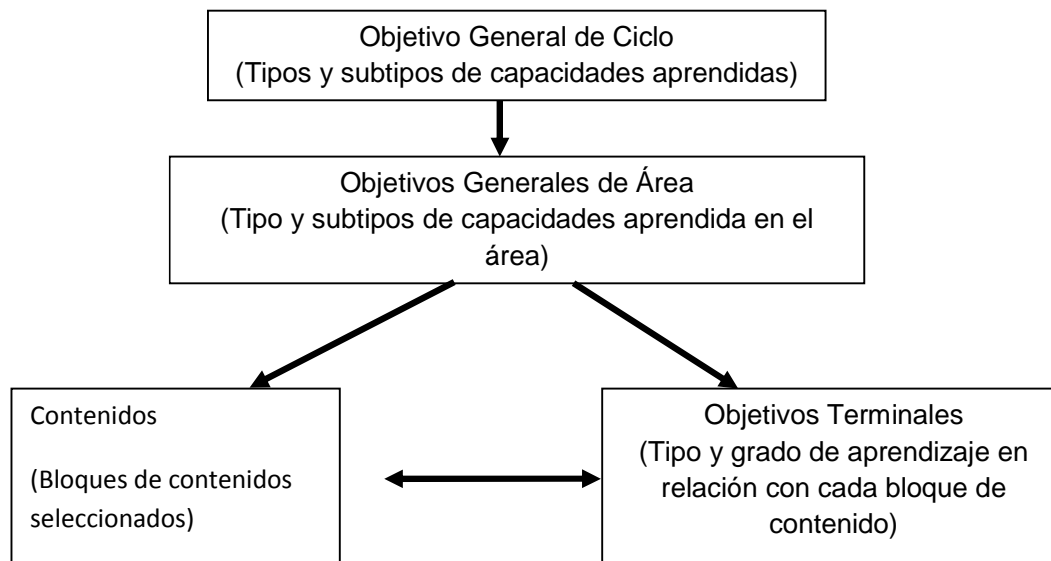 Objetivo General de Ciclo
(Tipos y subtipos de capacidades aprendidas)
Objetivos Generales de Área
(Tipo y subtipos de capacidades aprendida en el
área)
Contenidos
(Bloques de contenidos
seleccionados)
Objetivos Terminales
(Tipo y grado de aprendizaje en
relación con cada bloque de
contenido)